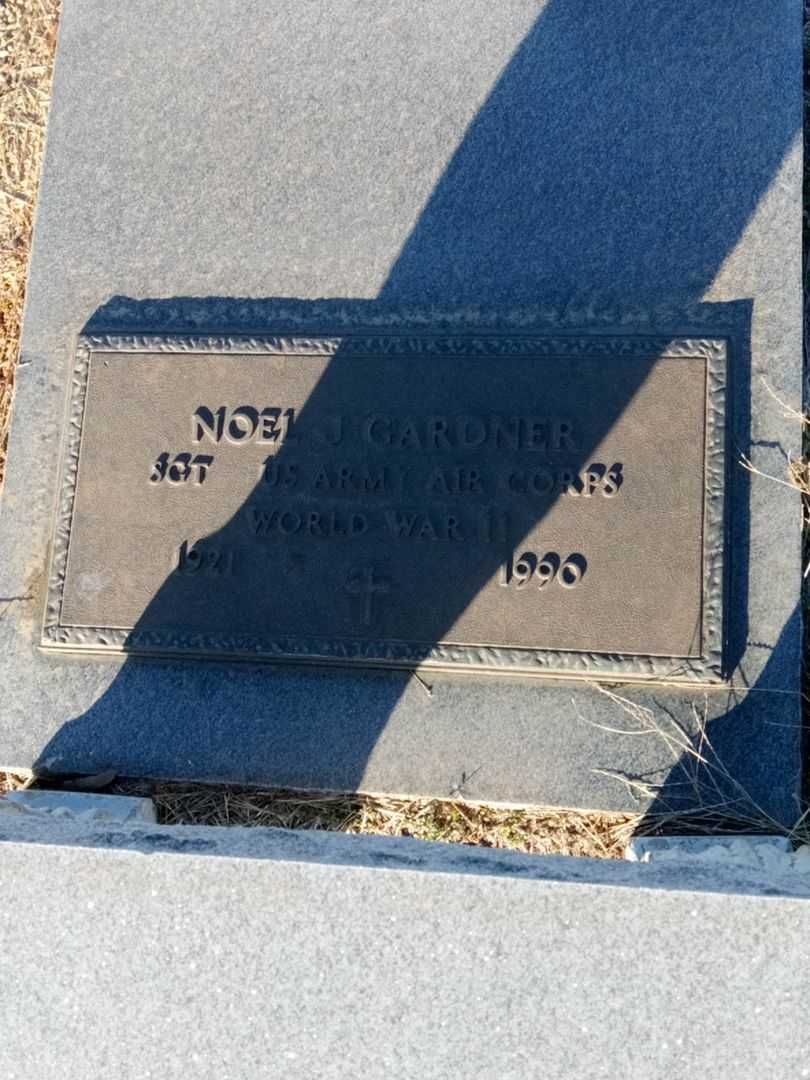 NOEL J GARDNER
SGT US ARMY AIR CORPS
WORLD WAR II
1921 1990